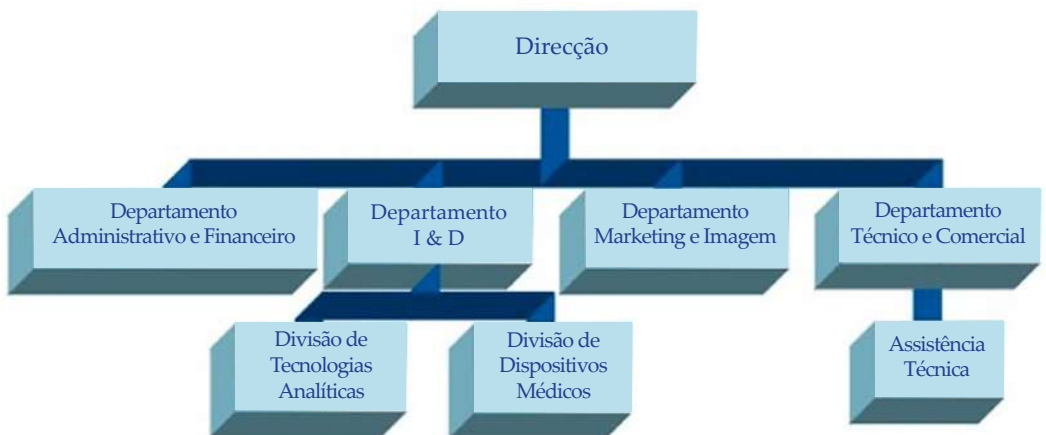 Direcção
Departamento
Administrativo e Financeiro
Departamento
I & D
Departamento
Marketing e Imagem
Departamento
Técnico e Comercial
Divisão de
Tecnologias
Analíticas
Divisão de
Dispositivos
Médicos
Assistência
Técnica